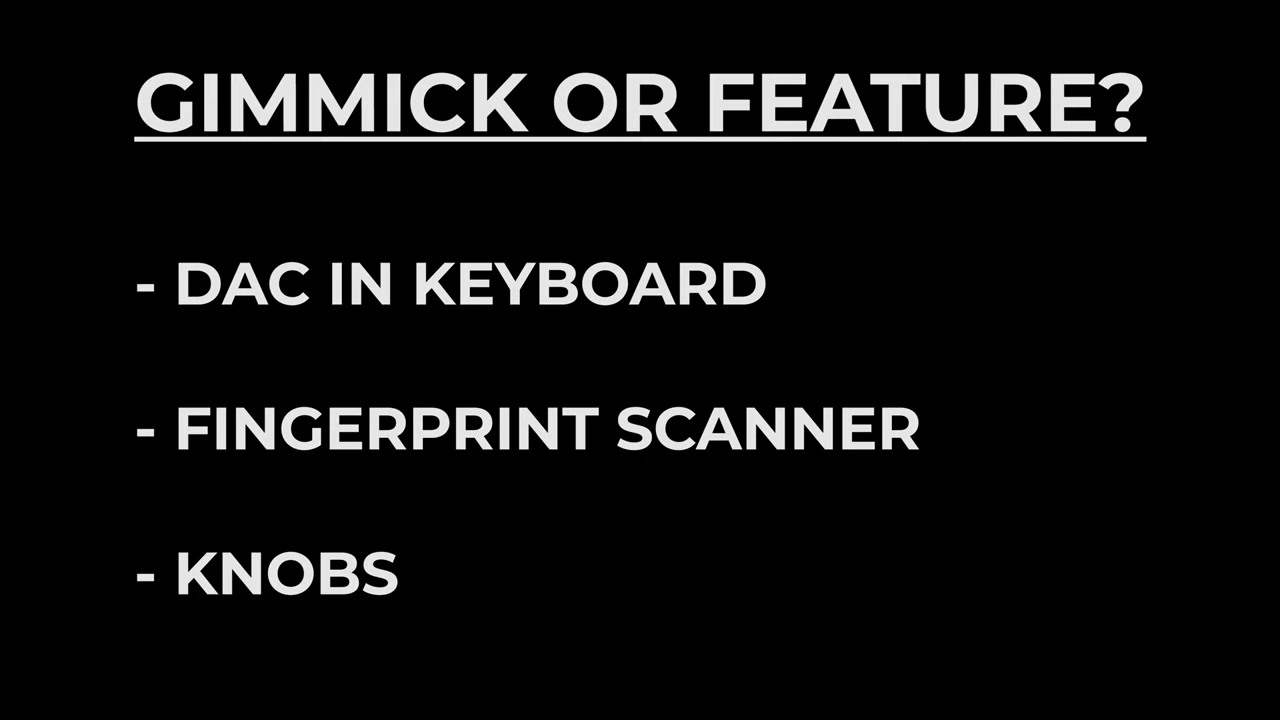 GIMMICK OR FEATURE?
- DAC IN KEYBOARD
- FINGERPRINT SCANNER
- KNOBS